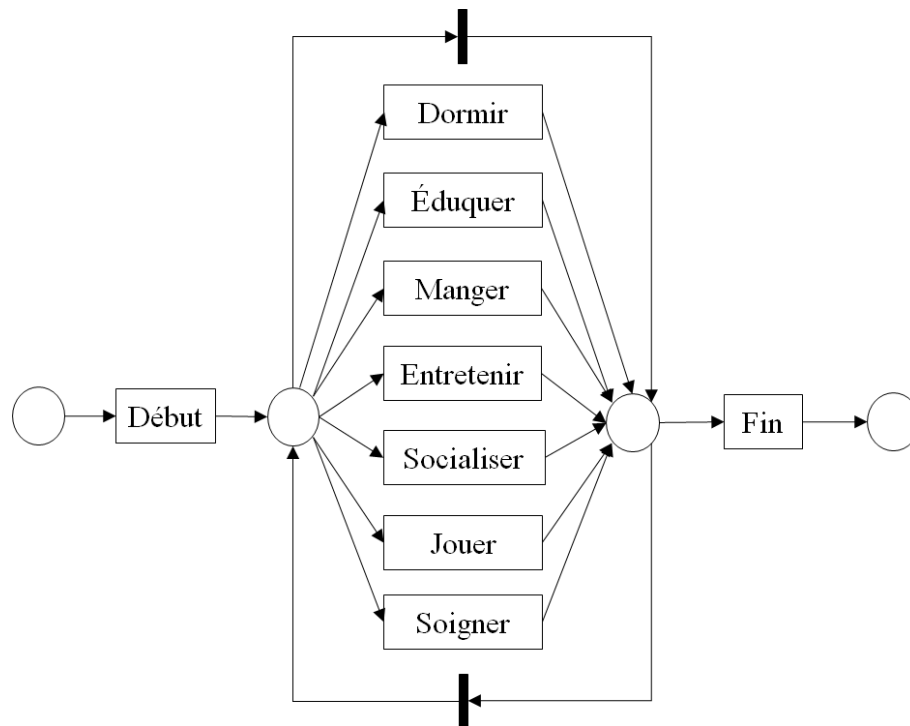 Dormir
Éduquer
Manger
Entretenir
Début
Fin
Socialiser
Jouer
Soigner